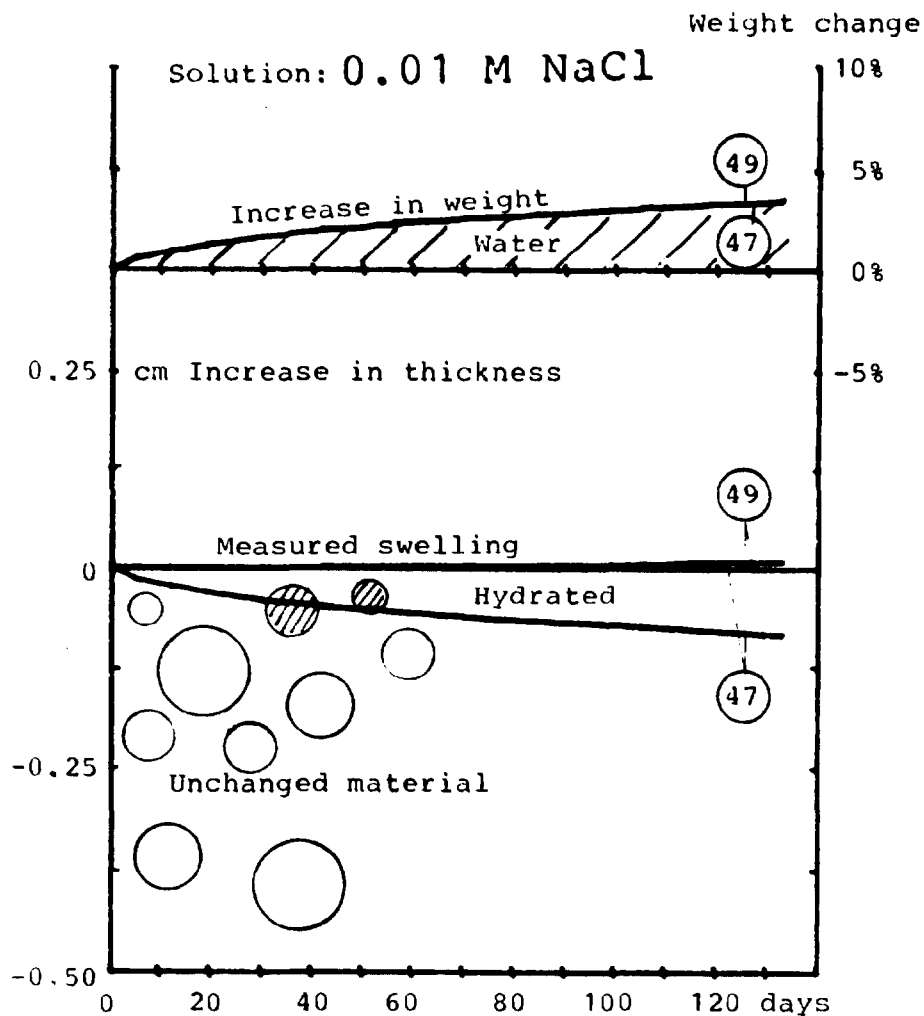 Weight change
Solution: 0.01 M NaCl
10%
49
5%
Increase in weight
Water
47
0%
0.25
cm Increase in thickness
-5%
49
Measured swelling
0
Hydrated
47
-0.25
Unchanged material
-0.50
0 20 40 60 80 100 120 days